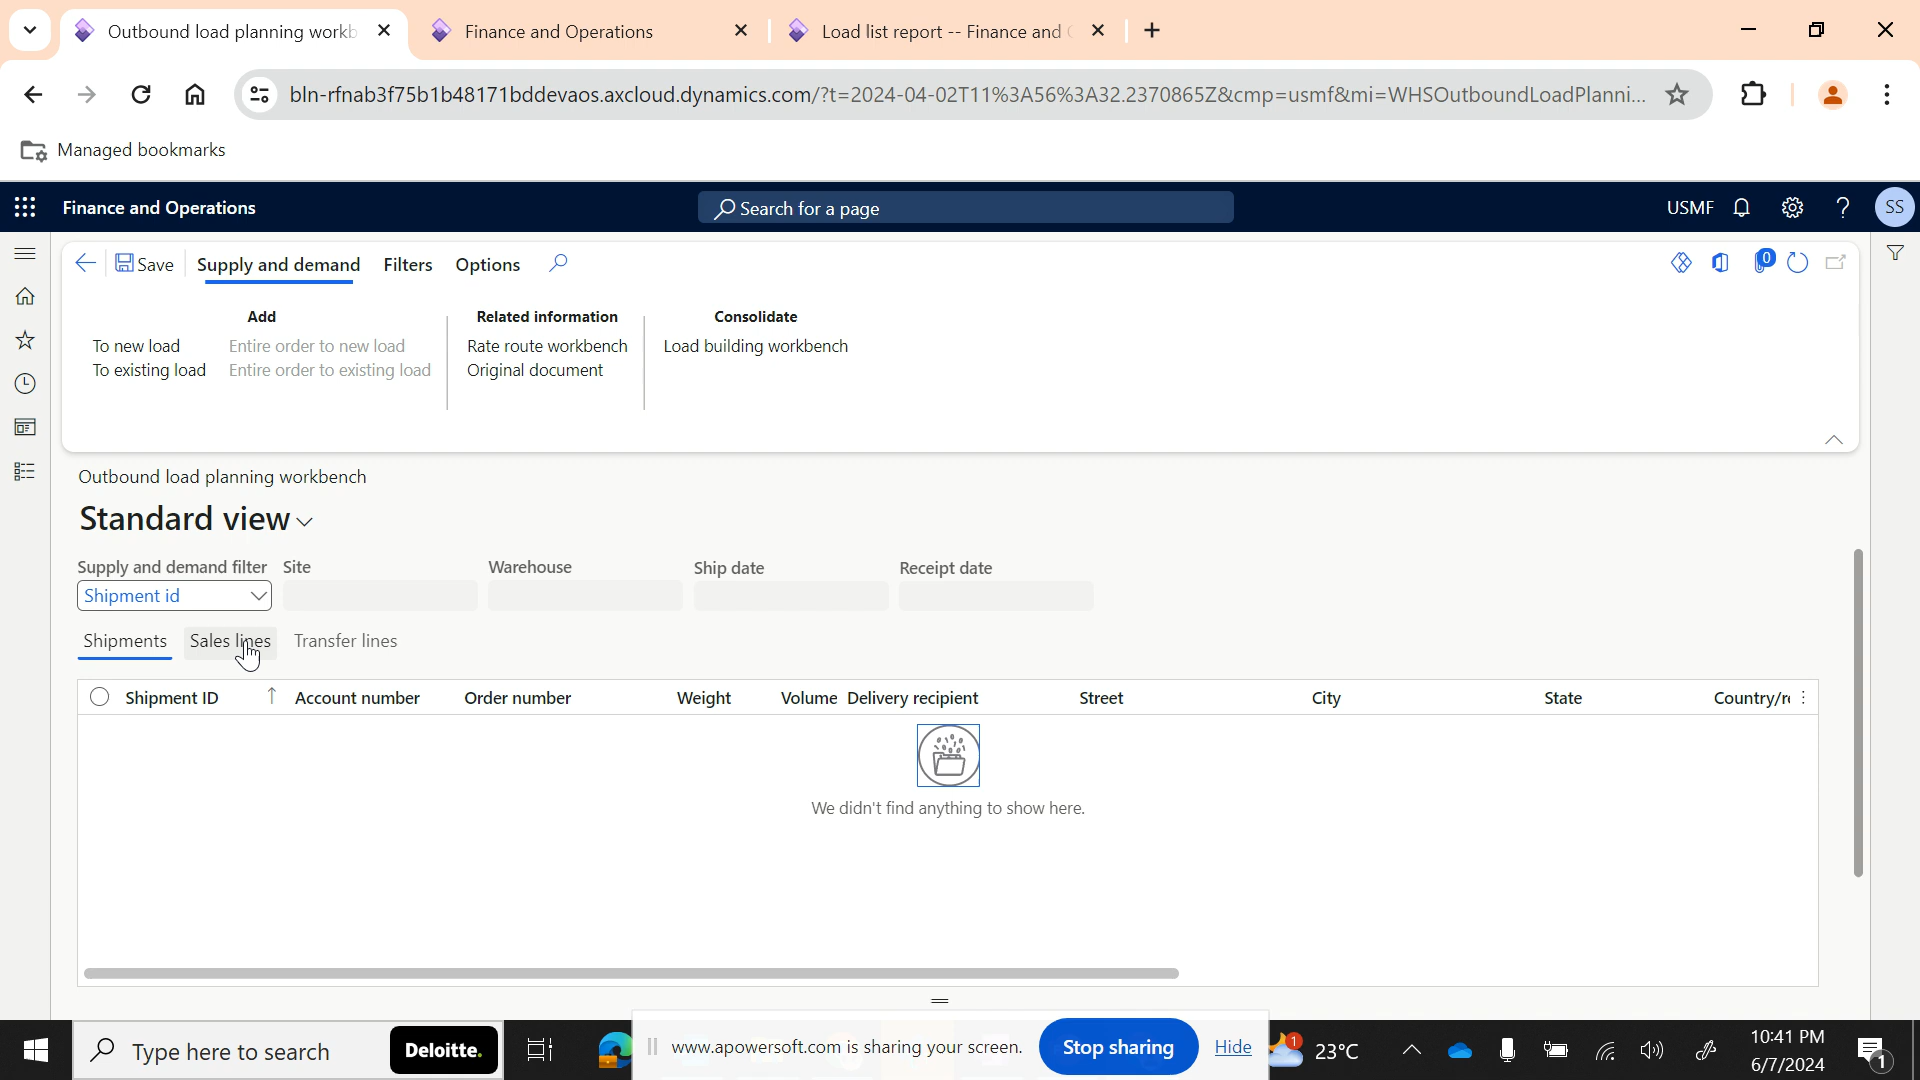 Outbound load planning workb
Finance and Operations
Load list report -- Finance and
bln-rfnab3f75b1b48171bddevaos.axcloud.dynamics.com/?t=2024-04-02T11%3A56%3A32.2370865Z&cmp=usmf&mi=WHSOutboundLoadPlanni...
Managed bookmarks
Finance and Operations
Search for a page
USMF
SS
Save
Supply and demand
Filters
Options
0
Add
Related information
Consolidate
To new load
Entire order to new load
Rate route workbench
Load building workbench
To existing load
Entire order to existing load
Original document
Outbound load planning workbench
Standard view
Supply and demand filter
Site
Warehouse
Ship date
Receipt date
Shipment id
Shipments
Sales lines
Transfer lines
Shipment ID
Account number
Order number
Weight
Volume
Delivery recipient
Street
City
State
Country/r
We didn't find anything to show here.
Type here to search
Deloitte.
www.apowersoft.com is sharing your screen.
Stop sharing
Hide
1
23°C
10:41 PM
6/7/2024
1